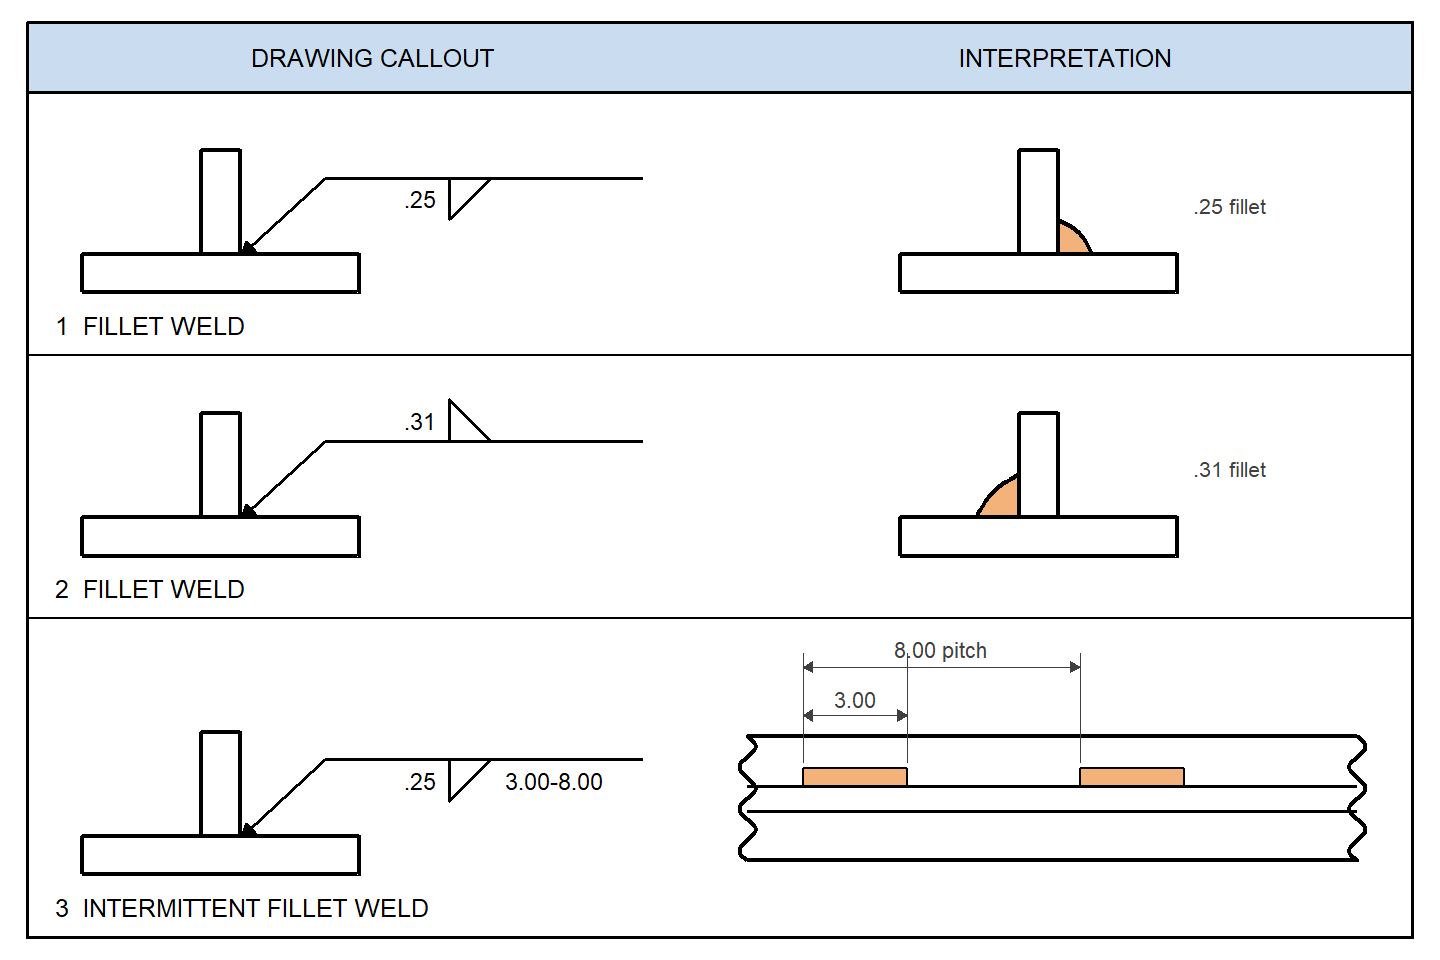 DRAWING CALLOUT
INTERPRETATION
.25
.25 fillet
1 FILLET WELD
.31
.31 fillet
2 FILLET WELD
8.00 pitch
3.00
.25
3.00-8.00
3 INTERMITTENT FILLET WELD